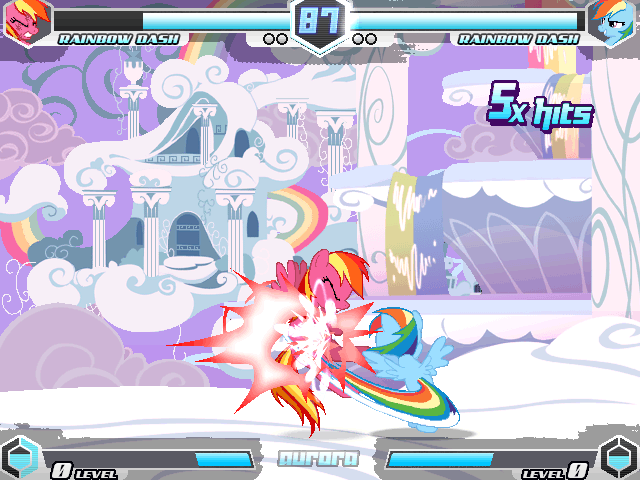 87
RAINBOW DASH
RAINBOW DASH
5x hits
0 LEVEL
aurora
LEVEL 0